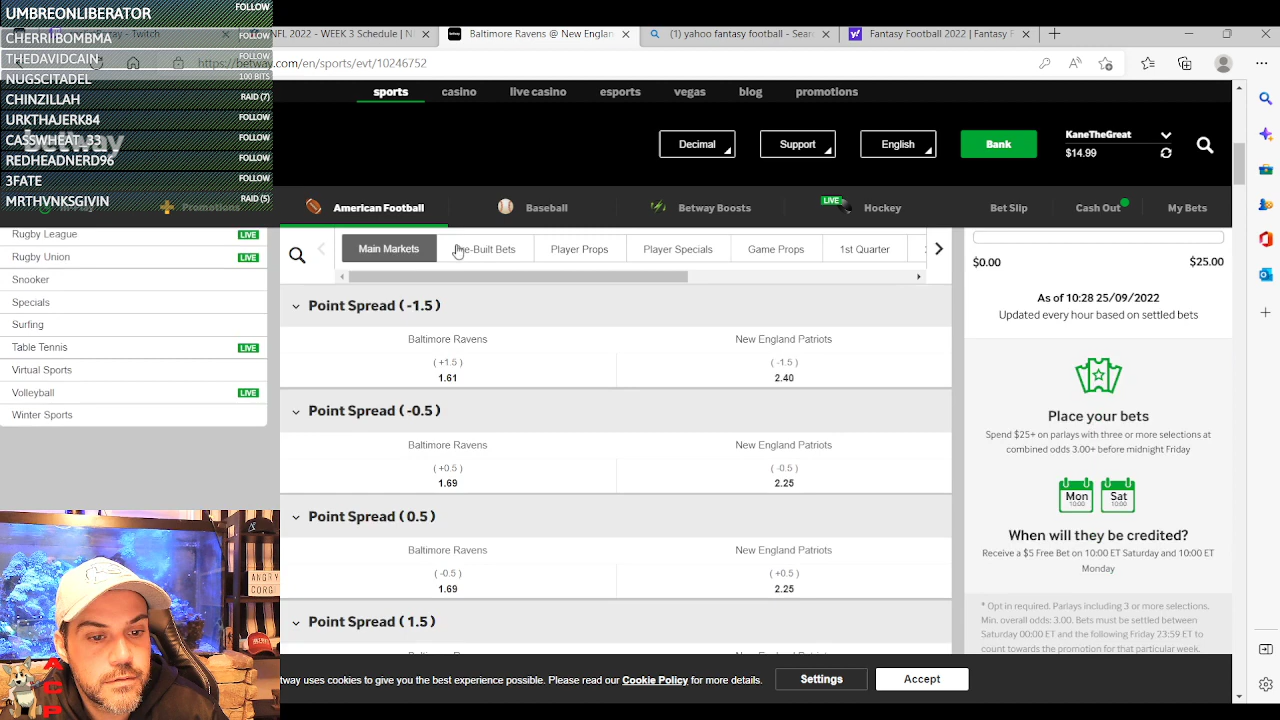 UMBREONLIBERATOR FOLLOW
CHERRIIBOMBMA FOLLOW
THEDAVIDCAIN FOLLOW
NUGSCITADEL 100 BITS
CHINZILLAH RAID (7)
URKTHAJERK84 FOLLOW
CASSWHEAT_33 FOLLOW
REDHEADNERD96 FOLLOW
3FATE FOLLOW
MRTHVNKSGIVIN RAID (5)
Twitch
NFL 2022 - WEEK 3 Schedule | N
Baltimore Ravens @ New Englan
(1) yahoo fantasy football - Sear
Fantasy Football 2022 | Fantasy F
https://betway.com/en/sports/evt/10246752
sports casino live casino esports vegas blog promotions
betway
Decimal Support English Bank KaneTheGreat
$14.99
Promotions American Football Baseball Betway Boosts LIVE Hockey Bet Slip Cash Out My Bets
Rugby League LIVE
Rugby Union LIVE
Snooker
Specials
Surfing
Table Tennis LIVE
Virtual Sports
Volleyball LIVE
Winter Sports
Main Markets e-Built Bets Player Props Player Specials Game Props 1st Quarter
Point Spread ( -1.5 )
Baltimore Ravens New England Patriots
( +1.5 ) ( -1.5 )
1.61 2.40
Point Spread ( -0.5 )
Baltimore Ravens New England Patriots
( +0.5 ) ( -0.5 )
1.69 2.25
Point Spread ( 0.5 )
Baltimore Ravens New England Patriots
( -0.5 ) ( +0.5 )
1.69 2.25
Point Spread ( 1.5 )
$0.00 $25.00
As of 10:28 25/09/2022
Updated every hour based on settled bets
Place your bets
Spend $25+ on parlays with three or more selections at
combined odds 3.00+ before midnight Friday
Mon 10:00 Sat 10:00
When will they be credited?
Receive a $5 Free Bet on 10:00 ET Saturday and 10:00 ET
Monday
* Opt in required. Parlays including 3 or more selections.
Min. overall odds: 3.00. Bets must be settled between
Saturday 00:00 ET and the following Friday 23:59 ET to
count towards the promotion for that particular week.
tway uses cookies to give you the best experience possible. Please read our Cookie Policy for more details. Settings Accept
ANGRY
CORGI
A
C
P